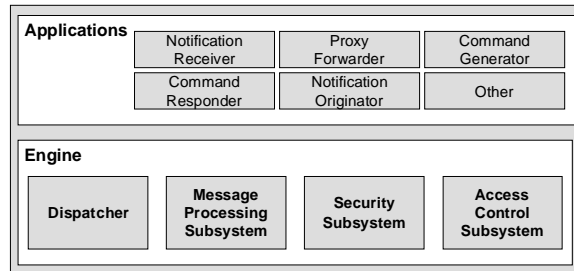 Applications
Notification
Receiver
Proxy
Forwarder
Command
Generator
Command
Responder
Notification
Originator
Other
Engine
Dispatcher
Message
Processing
Subsystem
Security
Subsystem
Access
Control
Subsystem